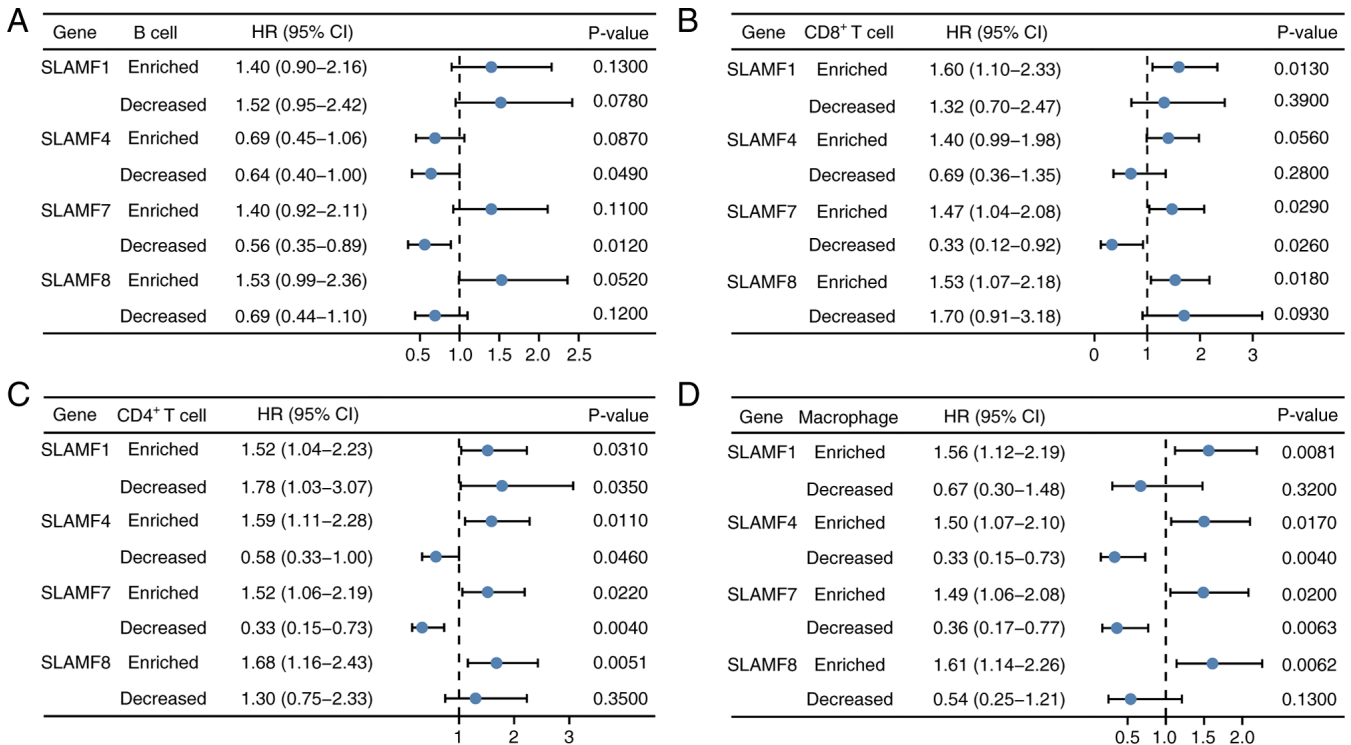 A
Gene B cell HR (95% CI) P-value
SLAMF1 Enriched 1.40 (0.90–2.16) 0.1300
Decreased 1.52 (0.95–2.42) 0.0780
SLAMF4 Enriched 0.69 (0.45–1.06) 0.0870
Decreased 0.64 (0.40–1.00) 0.0490
SLAMF7 Enriched 1.40 (0.92–2.11) 0.1100
Decreased 0.56 (0.35–0.89) 0.0120
SLAMF8 Enriched 1.53 (0.99–2.36) 0.0520
Decreased 0.69 (0.44–1.10) 0.1200
0.5 1.0 1.5 2.0 2.5
B
Gene CD8⁺ T cell HR (95% CI) P-value
SLAMF1 Enriched 1.60 (1.10–2.33) 0.0130
Decreased 1.32 (0.70–2.47) 0.3900
SLAMF4 Enriched 1.40 (0.99–1.98) 0.0560
Decreased 0.69 (0.36–1.35) 0.2800
SLAMF7 Enriched 1.47 (1.04–2.08) 0.0290
Decreased 0.33 (0.12–0.92) 0.0260
SLAMF8 Enriched 1.53 (1.07–2.18) 0.0180
Decreased 1.70 (0.91–3.18) 0.0930
0 1 2 3
C
Gene CD4⁺ T cell HR (95% CI) P-value
SLAMF1 Enriched 1.52 (1.04–2.23) 0.0310
Decreased 1.78 (1.03–3.07) 0.0350
SLAMF4 Enriched 1.59 (1.11–2.28) 0.0110
Decreased 0.58 (0.33–1.00) 0.0460
SLAMF7 Enriched 1.52 (1.06–2.19) 0.0220
Decreased 0.33 (0.15–0.73) 0.0040
SLAMF8 Enriched 1.68 (1.16–2.43) 0.0051
Decreased 1.30 (0.75–2.33) 0.3500
1 2 3
D
Gene Macrophage HR (95% CI) P-value
SLAMF1 Enriched 1.56 (1.12–2.19) 0.0081
Decreased 0.67 (0.30–1.48) 0.3200
SLAMF4 Enriched 1.50 (1.07–2.10) 0.0170
Decreased 0.33 (0.15–0.73) 0.0040
SLAMF7 Enriched 1.49 (1.06–2.08) 0.0200
Decreased 0.36 (0.17–0.77) 0.0063
SLAMF8 Enriched 1.61 (1.14–2.26) 0.0062
Decreased 0.54 (0.25–1.21) 0.1300
0.5 1.0 1.5 2.0